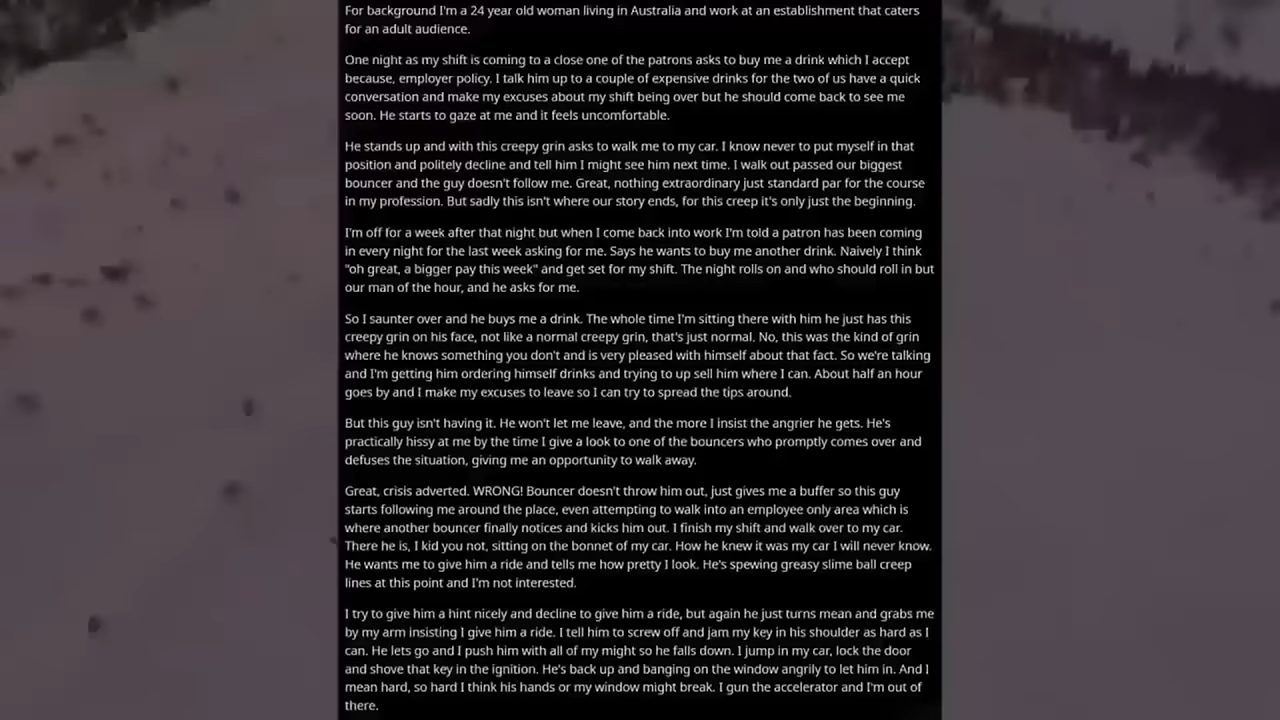 For background I'm a 24 year old woman living in Australia and work at an establishment that caters
for an adult audience.
One night as my shift is coming to a close one of the patrons asks to buy me a drink which I accept
because, employer policy. I talk him up to a couple of expensive drinks for the two of us have a quick
conversation and make my excuses about my shift being over but he should come back to see me
soon. He starts to gaze at me and it feels uncomfortable.
He stands up and with this creepy grin asks to walk me to my car. I know never to put myself in that
position and politely decline and tell him I might see him next time. I walk out passed our biggest
bouncer and the guy doesn't follow me. Great, nothing extraordinary just standard par for the course
in my profession. But sadly this isn't where our story ends, for this creep it's only just the beginning.
I'm off for a week after that night but when I come back into work I'm told a patron has been coming
in every night for the last week asking for me. Says he wants to buy me another drink. Naively I think
"oh great, a bigger pay this week" and get set for my shift. The night rolls on and who should roll in but
our man of the hour, and he asks for me.
So I saunter over and he buys me a drink. The whole time I'm sitting there with him he just has this
creepy grin on his face, not like a normal creepy grin, that's just normal. No, this was the kind of grin
where he knows something you don't and is very pleased with himself about that fact. So we're talking
and I'm getting him ordering himself drinks and trying to up sell him where I can. About half an hour
goes by and I make my excuses to leave so I can try to spread the tips around.
But this guy isn't having it. He won't let me leave, and the more I insist the angrier he gets. He's
practically hissy at me by the time I give a look to one of the bouncers who promptly comes over and
defuses the situation, giving me an opportunity to walk away.
Great, crisis adverted. WRONG! Bouncer doesn't throw him out, just gives me a buffer so this guy
starts following me around the place, even attempting to walk into an employee only area which is
where another bouncer finally notices and kicks him out. I finish my shift and walk over to my car.
There he is, I kid you not, sitting on the bonnet of my car. How he knew it was my car I will never know.
He wants me to give him a ride and tells me how pretty I look. He's spewing greasy slime ball creep
lines at this point and I'm not interested.
I try to give him a hint nicely and decline to give him a ride, but again he just turns mean and grabs me
by my arm insisting I give him a ride. I tell him to screw off and jam my key in his shoulder as hard as I
can. He lets go and I push him with all of my might so he falls down. I jump in my car, lock the door
and shove that key in the ignition. He's back up and banging on the window angrily to let him in. And I
mean hard, so hard I think his hands or my window might break. I gun the accelerator and I'm out of
there.